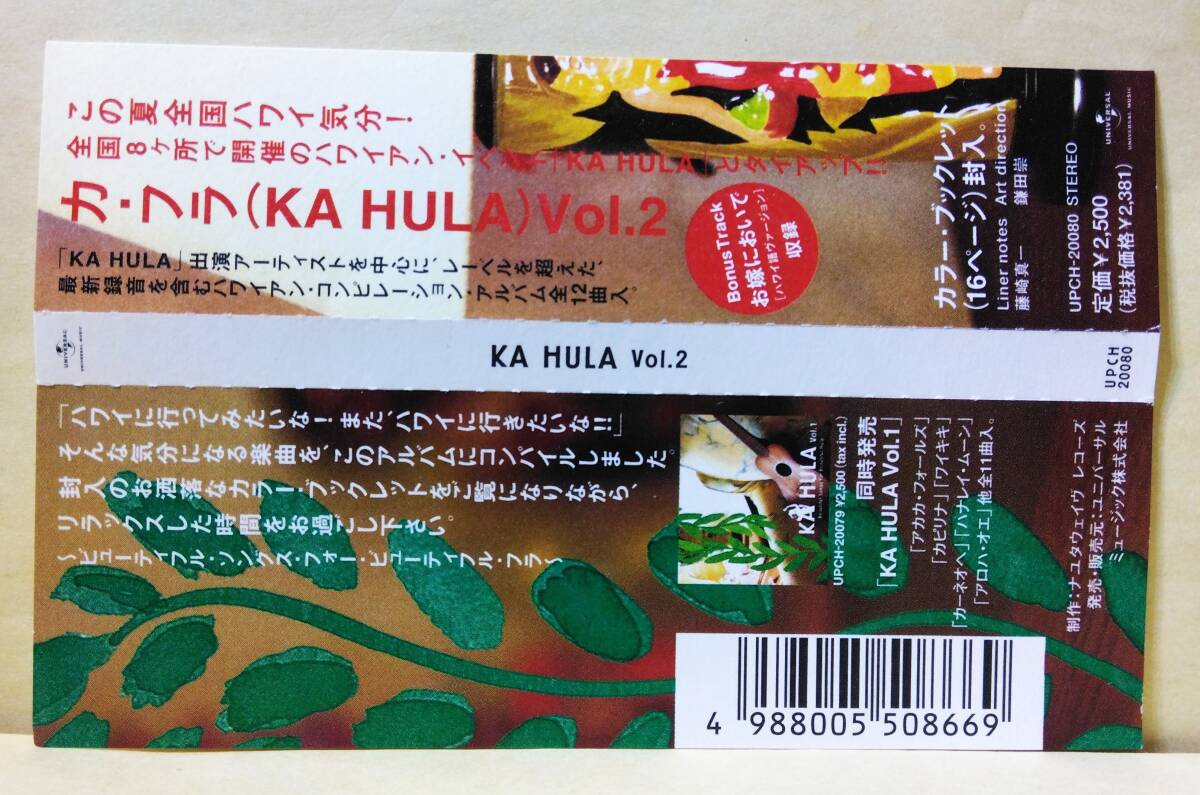 この夏全国ハワイ気分！
全国8ヶ所で開催のハワイアン・イベント「KA HULA」とタイアップ!!
カ・フラ（KA HULA）Vol.2
「KA HULA」出演アーティストを中心に、レーベルを超えた、
最新録音を含むハワイアン・コンピレーション・アルバム全12曲入。
Bonus Track
お嫁においで
［ハワイ語ヴァージョン］
収録
カラー・ブックレット
（16ページ）封入。
Liner notes Art direction
藤崎真一 鎌田崇
UPCH-20080 STEREO
定価¥2,500
（税抜価格¥2,381）
UNIVERSAL
UNIVERSAL MUSIC
UNIVERSAL
UNIVERSAL MUSIC
KA HULA Vol.2
UPCH
20080
「ハワイに行ってみたいな！また、ハワイに行きたいな!!」
そんな気分になる楽曲を、このアルバムにコンパイルしました。
封入のお洒落なカラーブックレットをご覧になりながら、
リラックスした時間をお過ごし下さい。
〜ビューティフル・ソングス・フォー・ビューティフル・フラ〜
KA HULA Vol.1
UPCH-20079 ¥2,500 (tax incl.)
同時発売
「KA HULA Vol.1」
「アカカ・フォールス」
「カピリナ」「ワイキキ」
「カーネオヘ」「ハナレイ・ムーン」
「アロハ・オエ」他全11曲入。
制作：ナユタウェイヴ レコーズ
発売・販売元：ユニバーサル
ミュージック株式会社
4 988005 508669